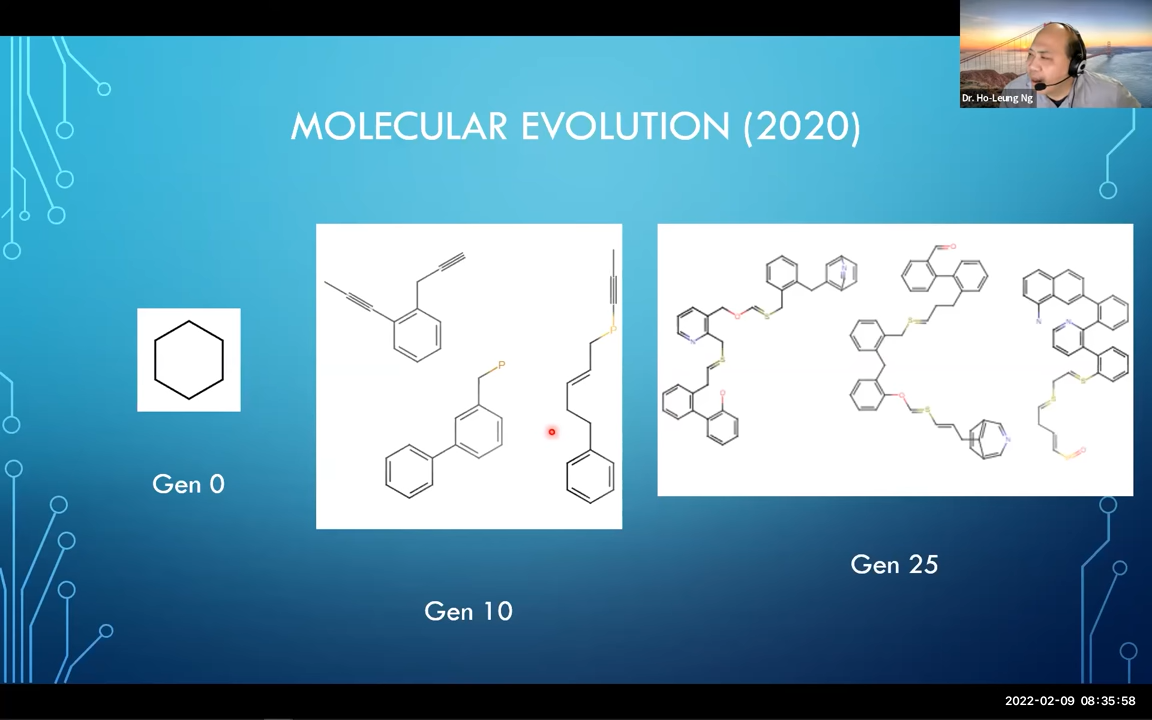 Dr. Ho-Leung Ng
MOLECULAR EVOLUTION (2020)
P
P
N
O
S
S
O
N
O
S
O
S
N
N
N
S
S
S
O
Gen 0
Gen 10
Gen 25
2022-02-09 08:35:58